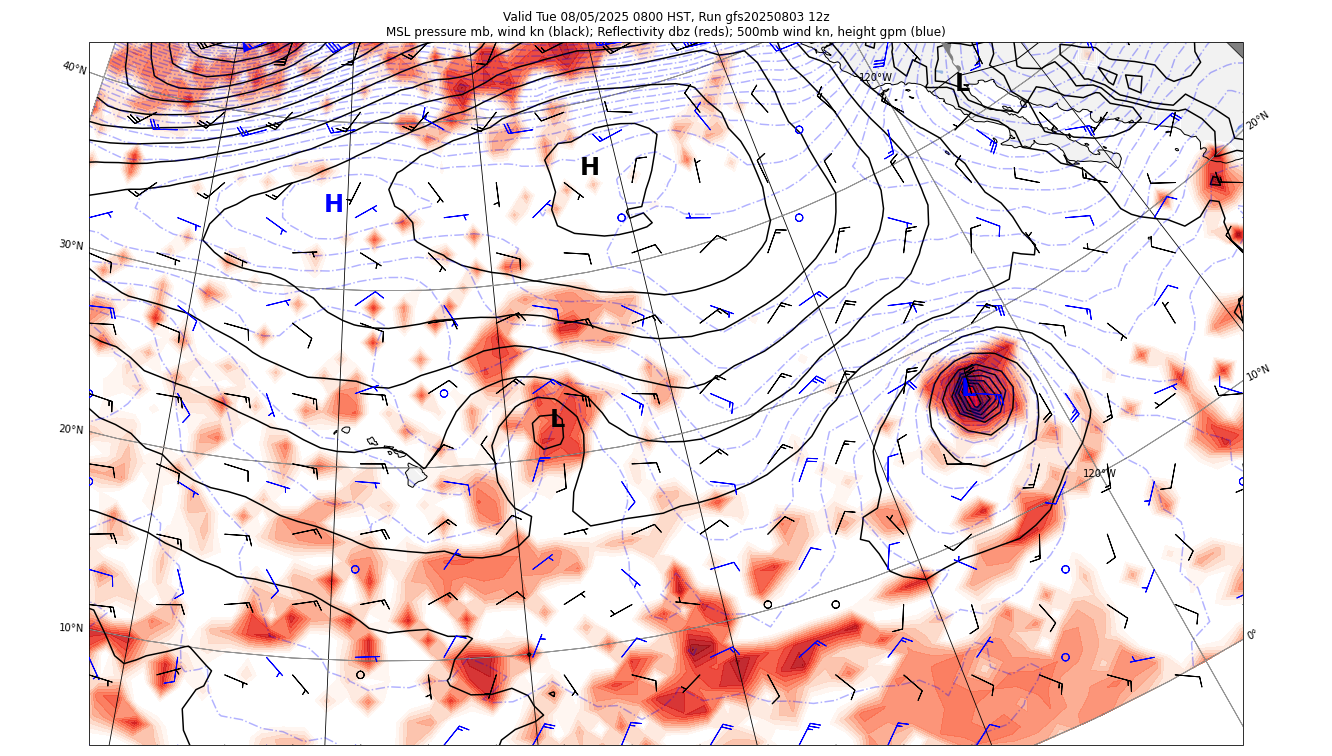 Valid Tue 08/05/2025 0800 HST, Run gfs20250803 12z
MSL pressure mb, wind kn (black); Reflectivity dbz (reds); 500mb wind kn, height gpm (blue)
40°N
120°W
L
20°N
H
H
30°N
10°N
L
L
20°N
120°W
10°N
0°